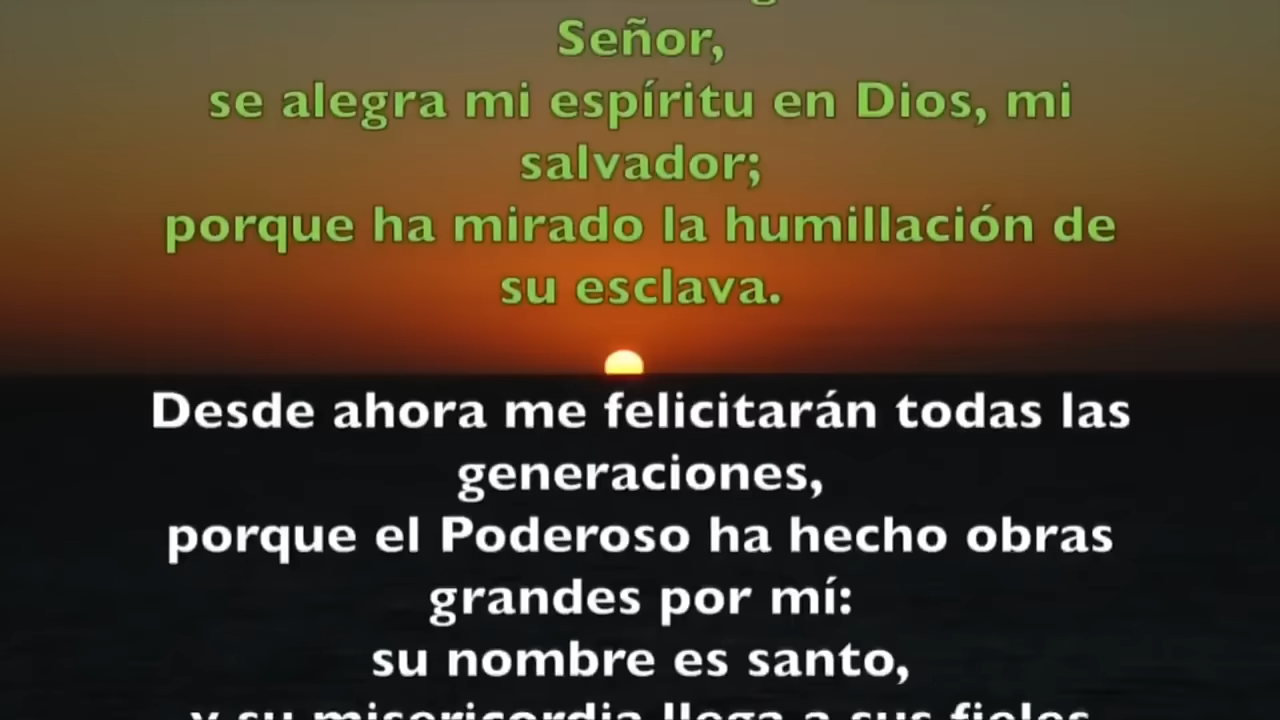 Señor,
se alegra mi espíritu en Dios, mi
salvador;
porque ha mirado la humillación de
su esclava.
Desde ahora me felicitarán todas las
generaciones,
porque el Poderoso ha hecho obras
grandes por mí:
su nombre es santo,
y su misericordia llega a sus fieles